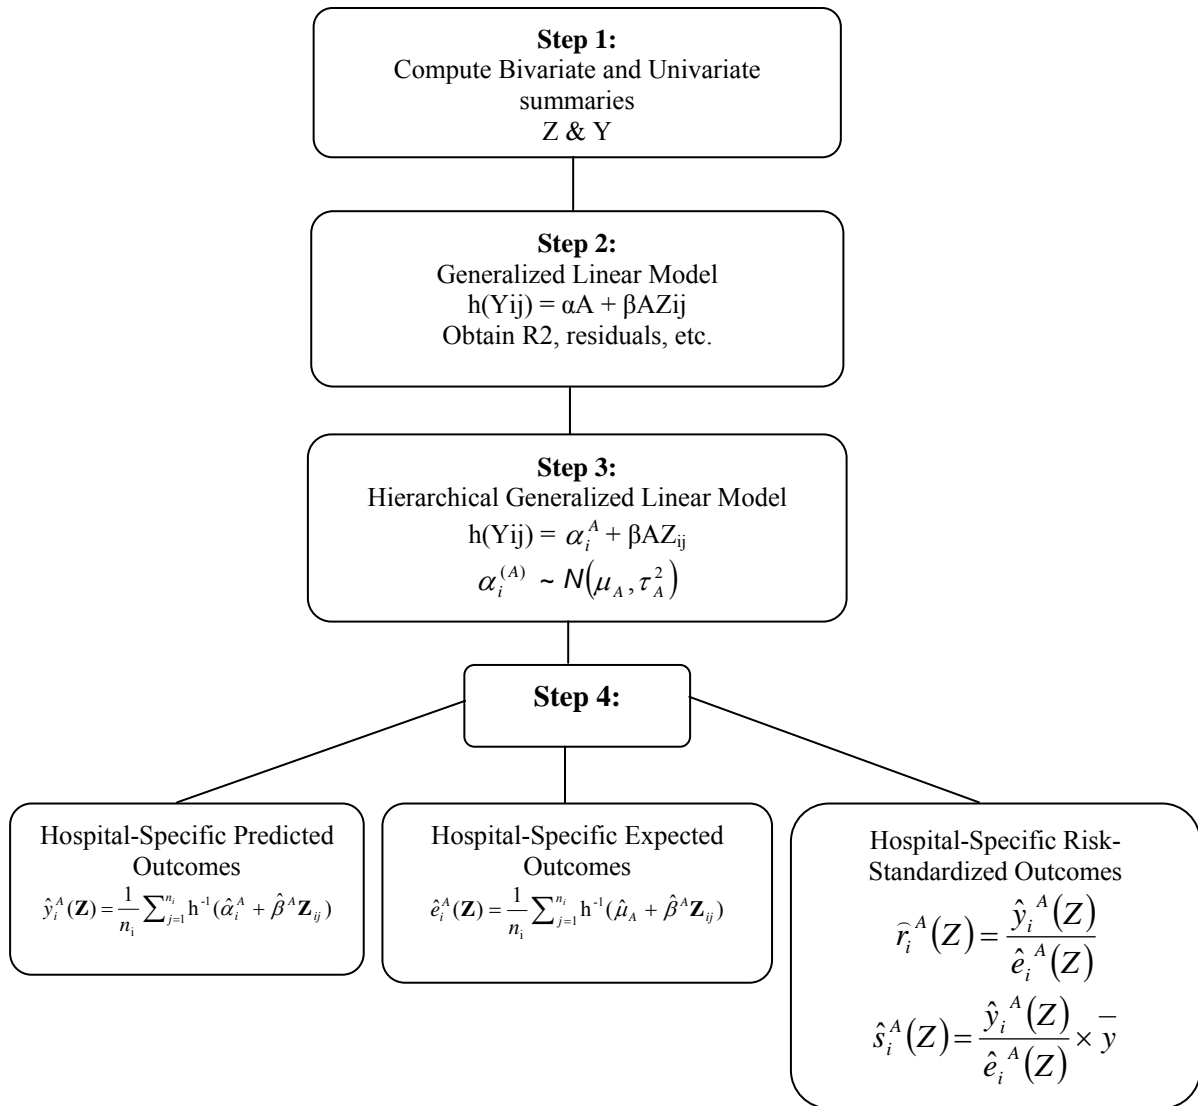 Step 1:
Compute Bivariate and Univariate
summaries
Z & Y
Step 2:
Generalized Linear Model
h(Yij) = αA + βAZij
Obtain R2, residuals, etc.
Step 3:
Hierarchical Generalized Linear Model
h(Yij) = α_i^A + βAZ_ij
α_i^(A) ~ N(μ_A, τ_A^2)
Step 4:
Hospital-Specific Predicted
Outcomes
ŷ_i^A(Z) = 1/n_i ∑_{j=1}^{n_i} h^-1(α̂_i^A + β̂^A Z_ij)
Hospital-Specific Expected
Outcomes
ê_i^A(Z) = 1/n_i ∑_{j=1}^{n_i} h^-1(μ̂_A + β̂^A Z_ij)
Hospital-Specific Risk-
Standardized Outcomes
r̂_i^A(Z) = ŷ_i^A(Z) / ê_i^A(Z)
ŝ_i^A(Z) = ŷ_i^A(Z) / ê_i^A(Z) × ȳ